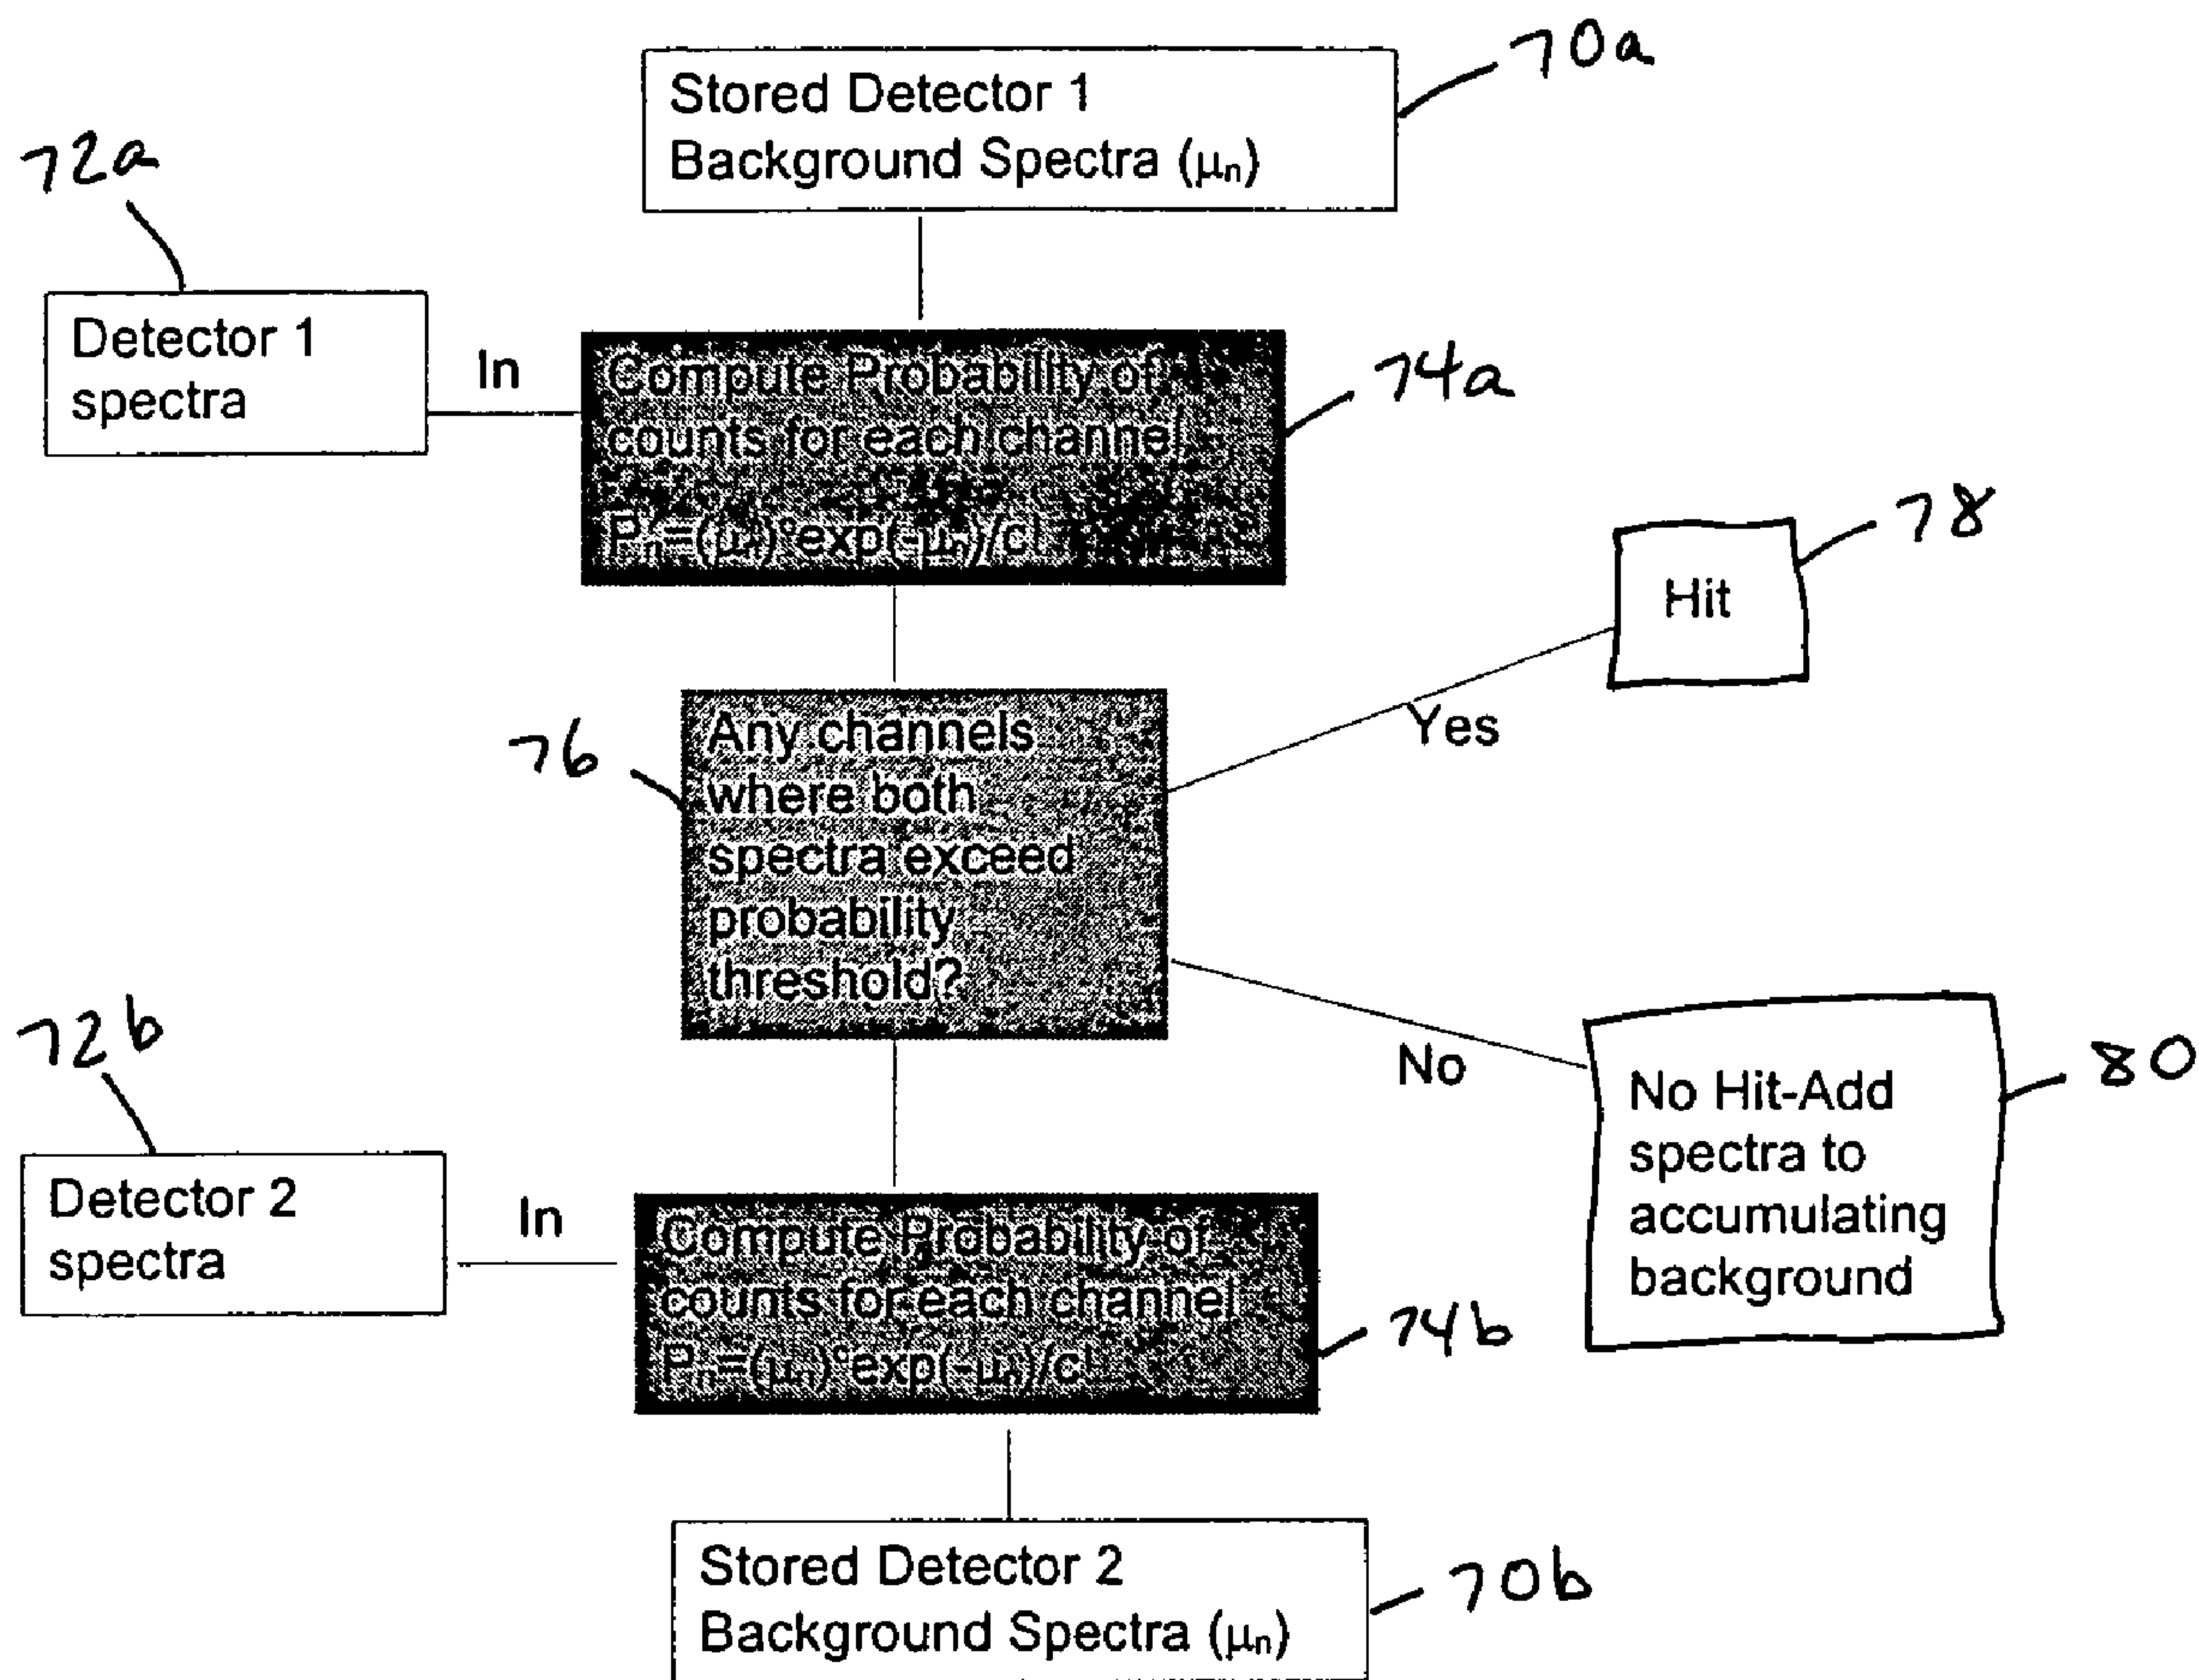 70a
Stored Detector 1
Background Spectra (μₙ)
72a
Detector 1
spectra
In
Compute Probability of
counts for each channel
Pₙ=(μₙ)ᶜexp(-μₙ)/c!
74a
78
Hit
Yes
76
Any channels
where both
spectra exceed
probability
threshold?
No
80
No Hit-Add
spectra to
accumulating
background
72b
Detector 2
spectra
In
Compute Probability of
counts for each channel
Pₙ=(μₙ)ᶜexp(-μₙ)/c!
74b
Stored Detector 2
Background Spectra (μₙ)
70b